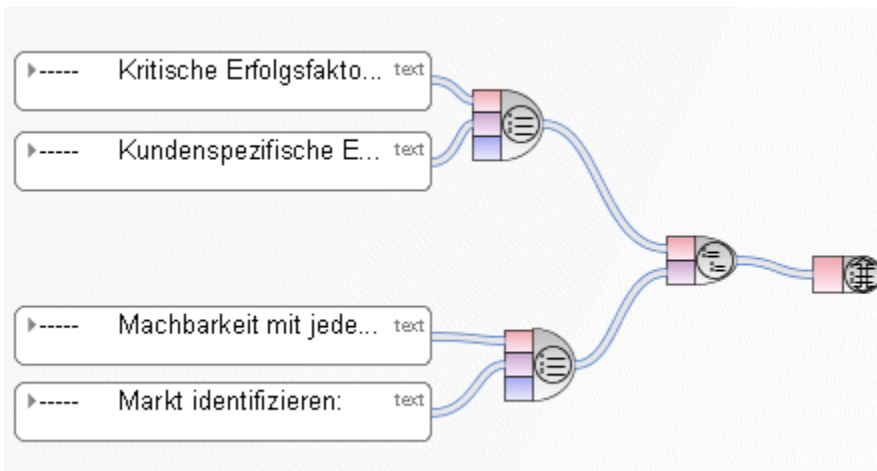 ----- Kritische Erfolgsfakto... text
----- Kundenspezifische E... text
----- Machbarkeit mit jede... text
----- Markt identifizieren: text